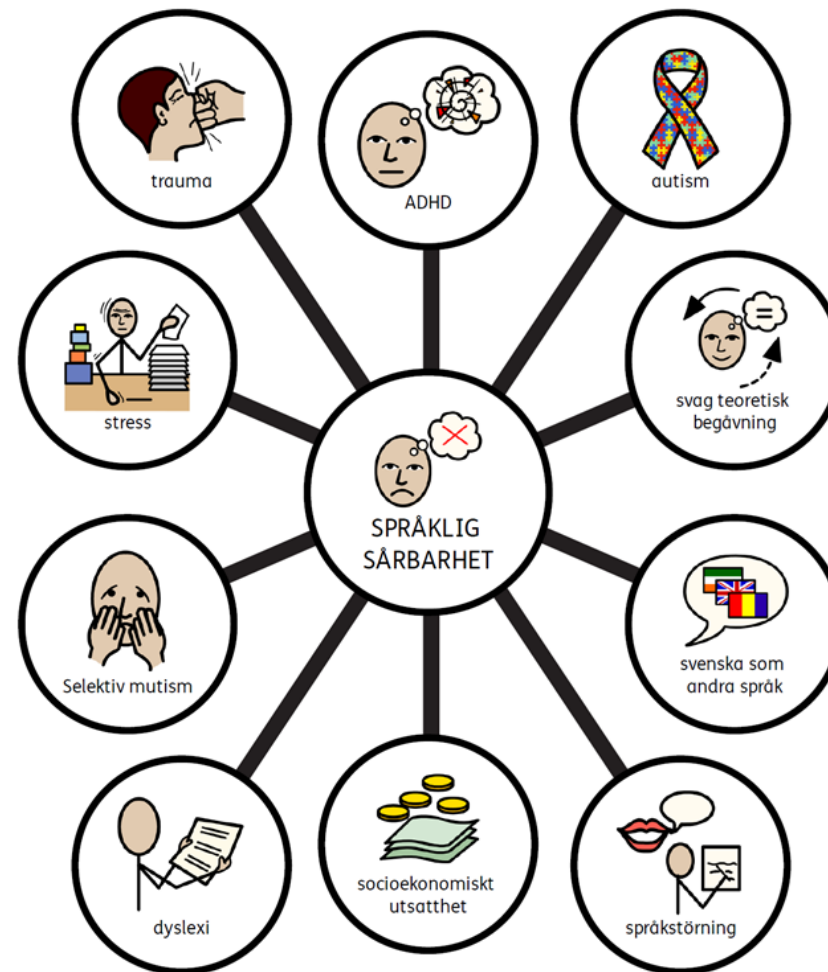 trauma
ADHD
autism
stress
svag teoretisk
begåvning
SPRÅKLIG
SÅRBARHET
Selektiv mutism
svenska som
andra språk
dyslexi
socioekonomiskt
utsatthet
språkstörning